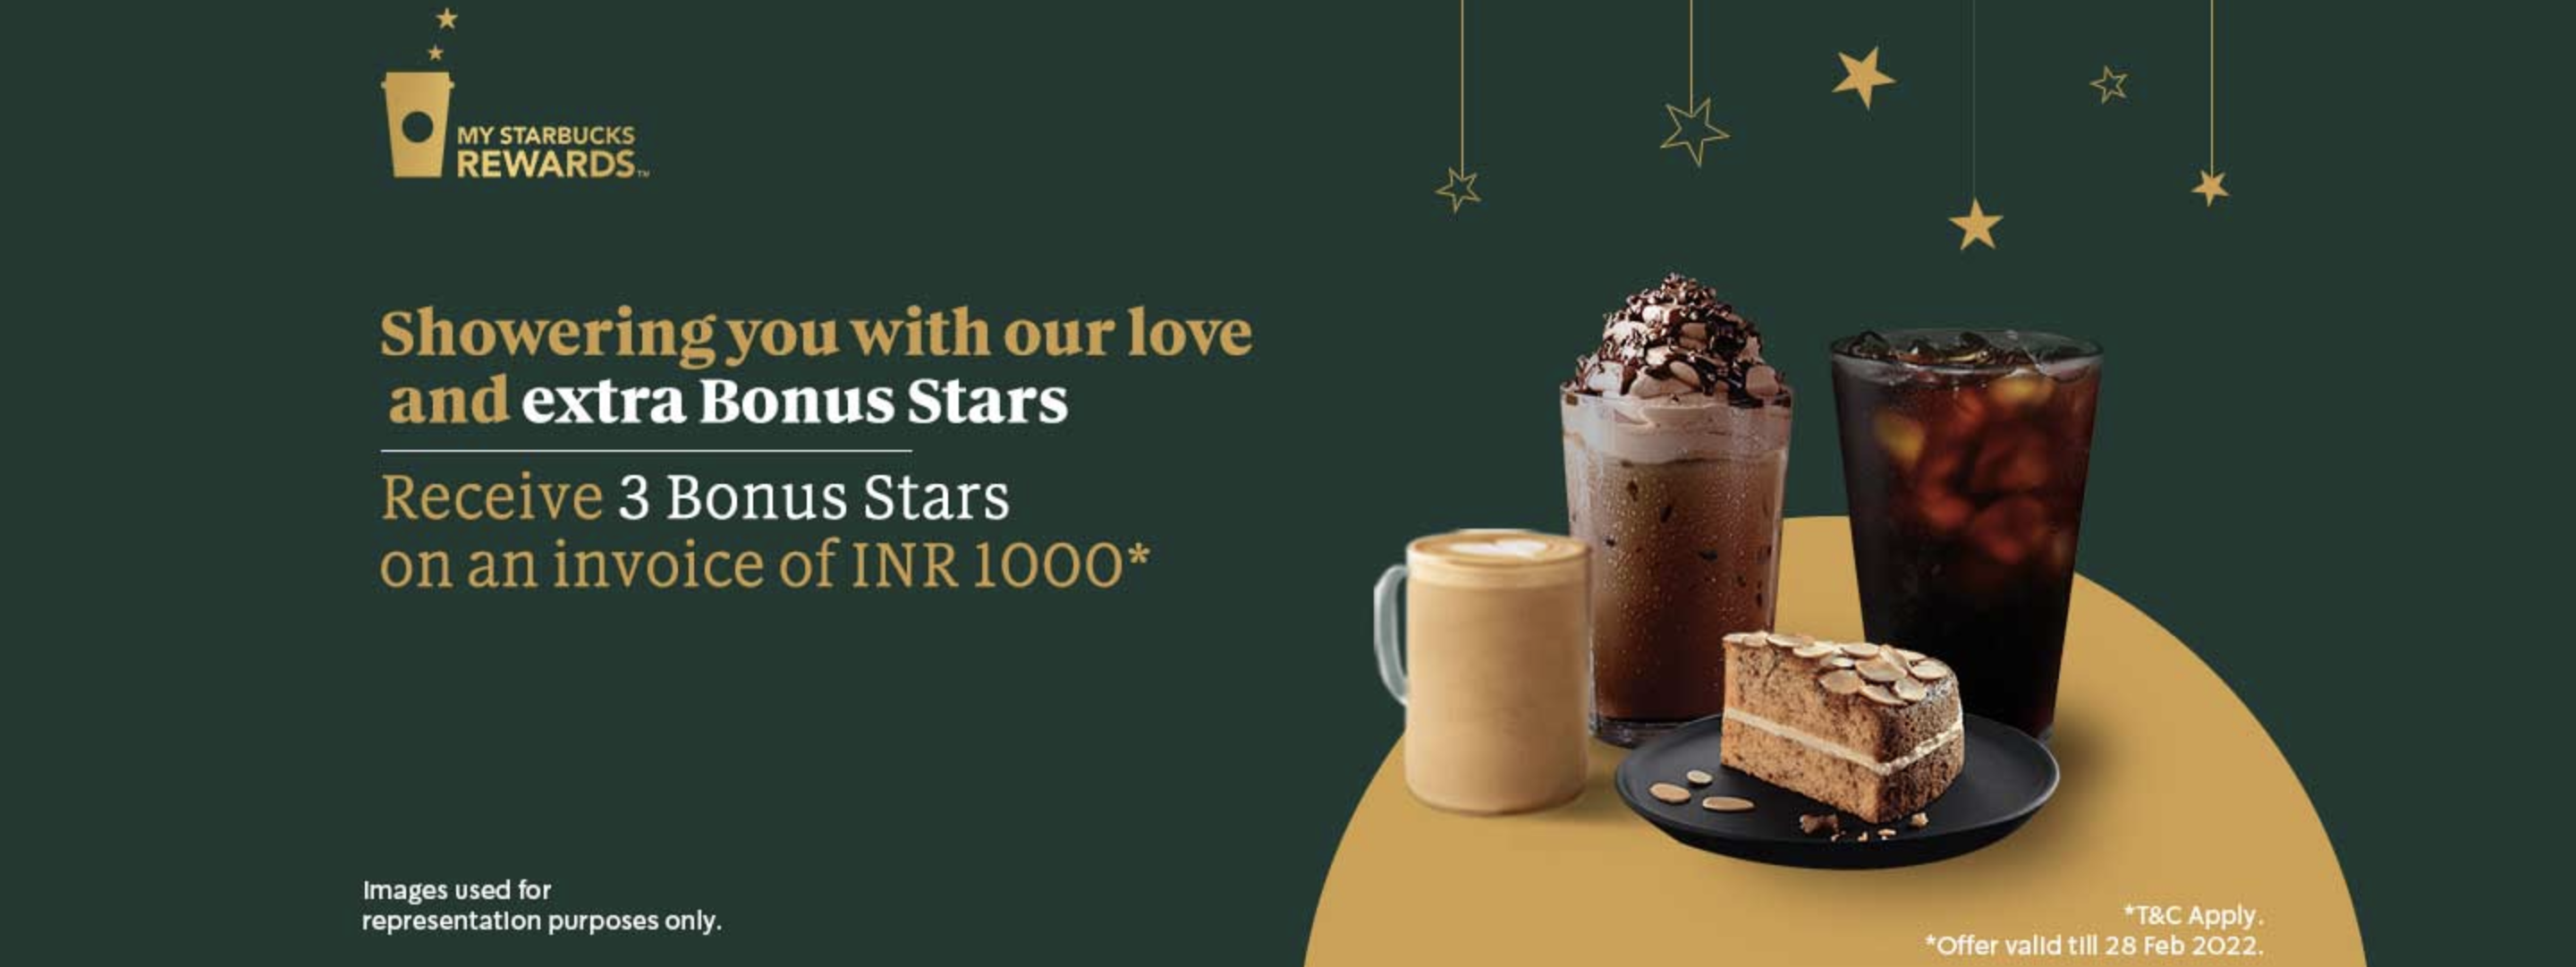 MY STARBUCKS
REWARDS™
Showering you with our love
and extra Bonus Stars
Receive 3 Bonus Stars
on an invoice of INR 1000*
Images used for
representation purposes only.
*T&C Apply.
*Offer valid till 28 Feb 2022.